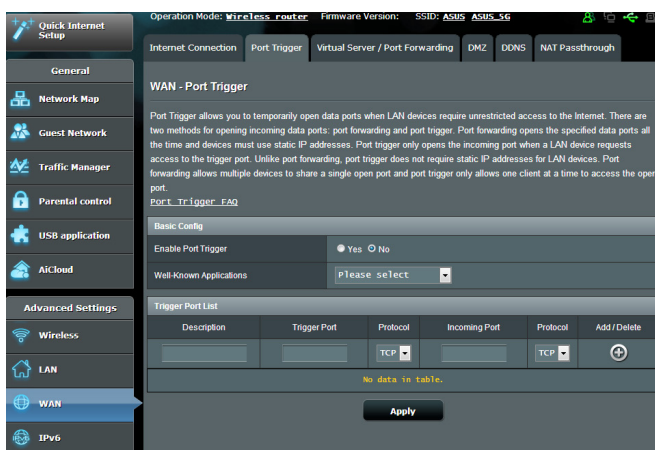 Quick Internet
Setup
General
Network Map
Guest Network
Traffic Manager
Parental control
USB application
AiCloud
Advanced Settings
Wireless
LAN
WAN
IPv6
Operation Mode: Wireless router Firmware Version: SSID: ASUS ASUS_5G
Internet Connection Port Trigger Virtual Server / Port Forwarding DMZ DDNS NAT Passthrough
WAN - Port Trigger
Port Trigger allows you to temporarily open data ports when LAN devices require unrestricted access to the Internet. There are
two methods for opening incoming data ports: port forwarding and port trigger. Port forwarding opens the specified data ports all
the time and devices must use static IP addresses. Port trigger only opens the incoming port when a LAN device requests
access to the trigger port. Unlike port forwarding, port trigger does not require static IP addresses for LAN devices. Port
forwarding allows multiple devices to share a single open port and port trigger only allows one client at a time to access the open
port.
Port Trigger FAQ
Basic Config
Enable Port Trigger Yes No
Well-Known Applications Please select
Trigger Port List
Description Trigger Port Protocol Incoming Port Protocol Add / Delete
TCP TCP
No data in table.
Apply